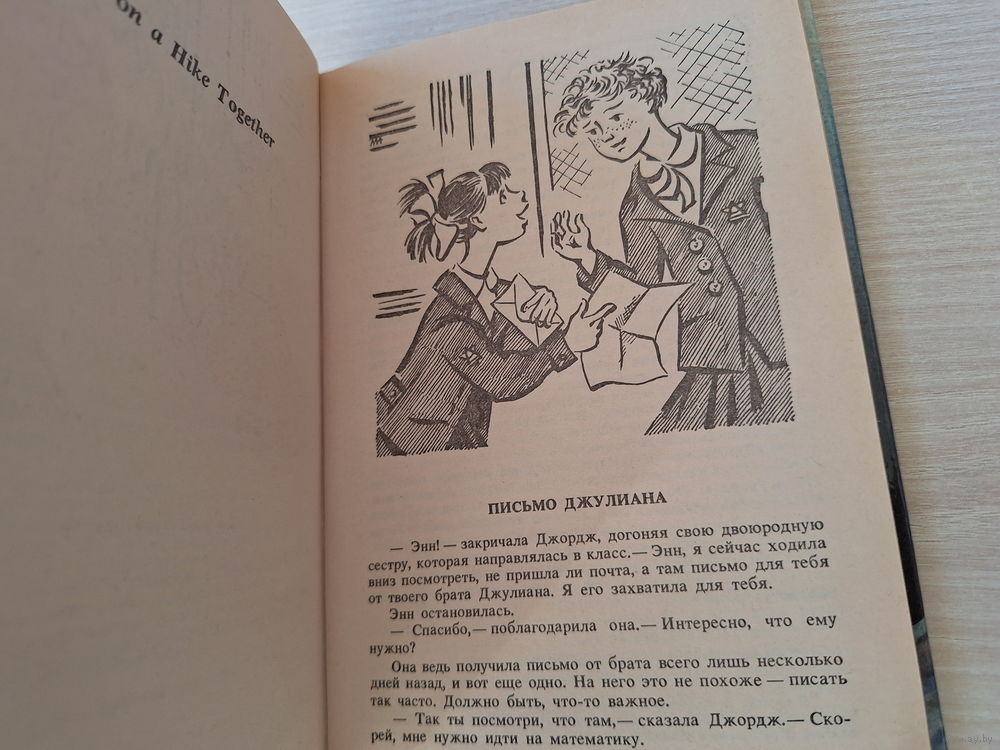 on a Hike Together
ПИСЬМО ДЖУЛИАНА
— Энн! — закричала Джордж, догоняя свою двоюродную
сестру, которая направлялась в класс.— Энн, я сейчас ходила
вниз посмотреть, не пришла ли почта, а там письмо для тебя
от твоего брата Джулиана. Я его захватила для тебя.
Энн остановилась.
— Спасибо,— поблагодарила она.— Интересно, что ему
нужно?
Она ведь получила письмо от брата всего лишь несколько
дней назад, и вот еще одно. На него это не похоже — писать
так часто. Должно быть, что-то важное.
— Так ты посмотри, что там,— сказала Джордж.— Ско-
рей, мне нужно идти на математику.
ay.by